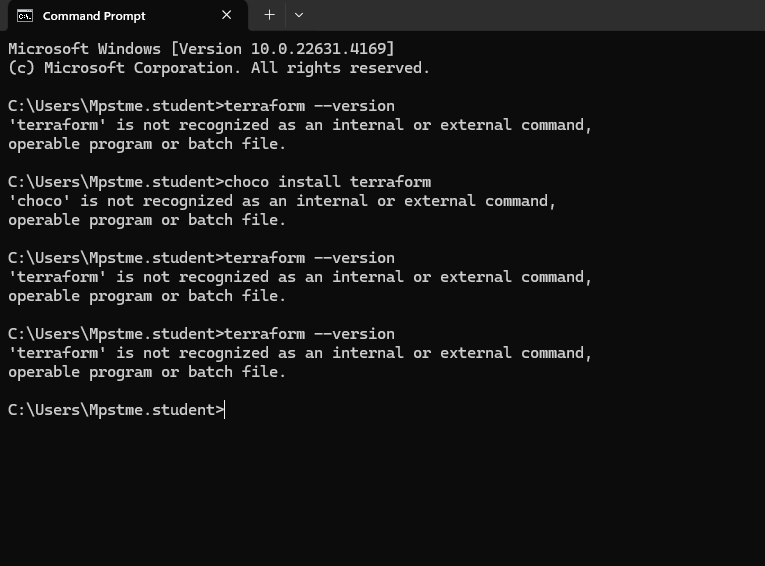 Command Prompt
Microsoft Windows [Version 10.0.22631.4169]
(c) Microsoft Corporation. All rights reserved.
C:\Users\Mpstme.student>terraform --version
'terraform' is not recognized as an internal or external command,
operable program or batch file.
C:\Users\Mpstme.student>choco install terraform
'choco' is not recognized as an internal or external command,
operable program or batch file.
C:\Users\Mpstme.student>terraform --version
'terraform' is not recognized as an internal or external command,
operable program or batch file.
C:\Users\Mpstme.student>terraform --version
'terraform' is not recognized as an internal or external command,
operable program or batch file.
C:\Users\Mpstme.student>